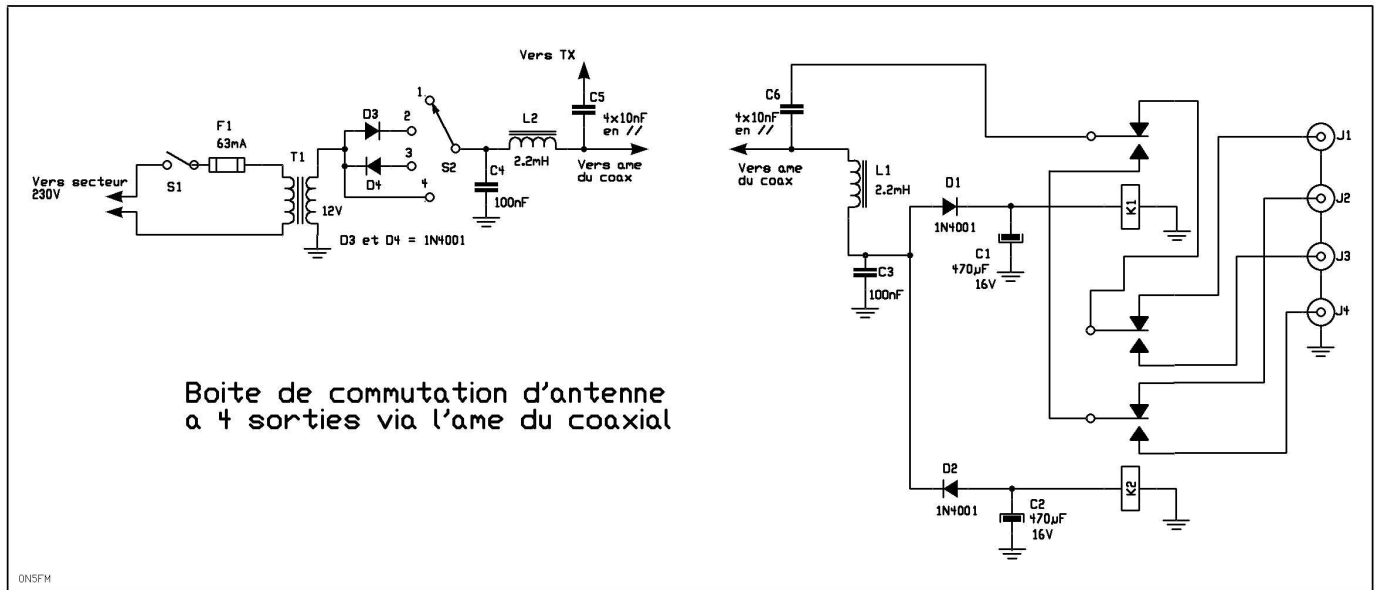 Vers TX
C5
4x10nF
en //
L2
2.2mH
Vers ame
du coax
1
2
3
4
D3
D4
S2
C4
100nF
F1
63mA
T1
12V
S1
Vers secteur
230V
D3 et D4 = 1N4001
C6
4x10nF
en //
Vers ame
du coax
L1
2.2mH
D1
1N4001
C1
470µF
16V
C3
100nF
K1
J1
J2
J3
J4
D2
1N4001
C2
470µF
16V
K2
Boite de commutation d'antenne
a 4 sorties via l'ame du coaxial
ON5FM